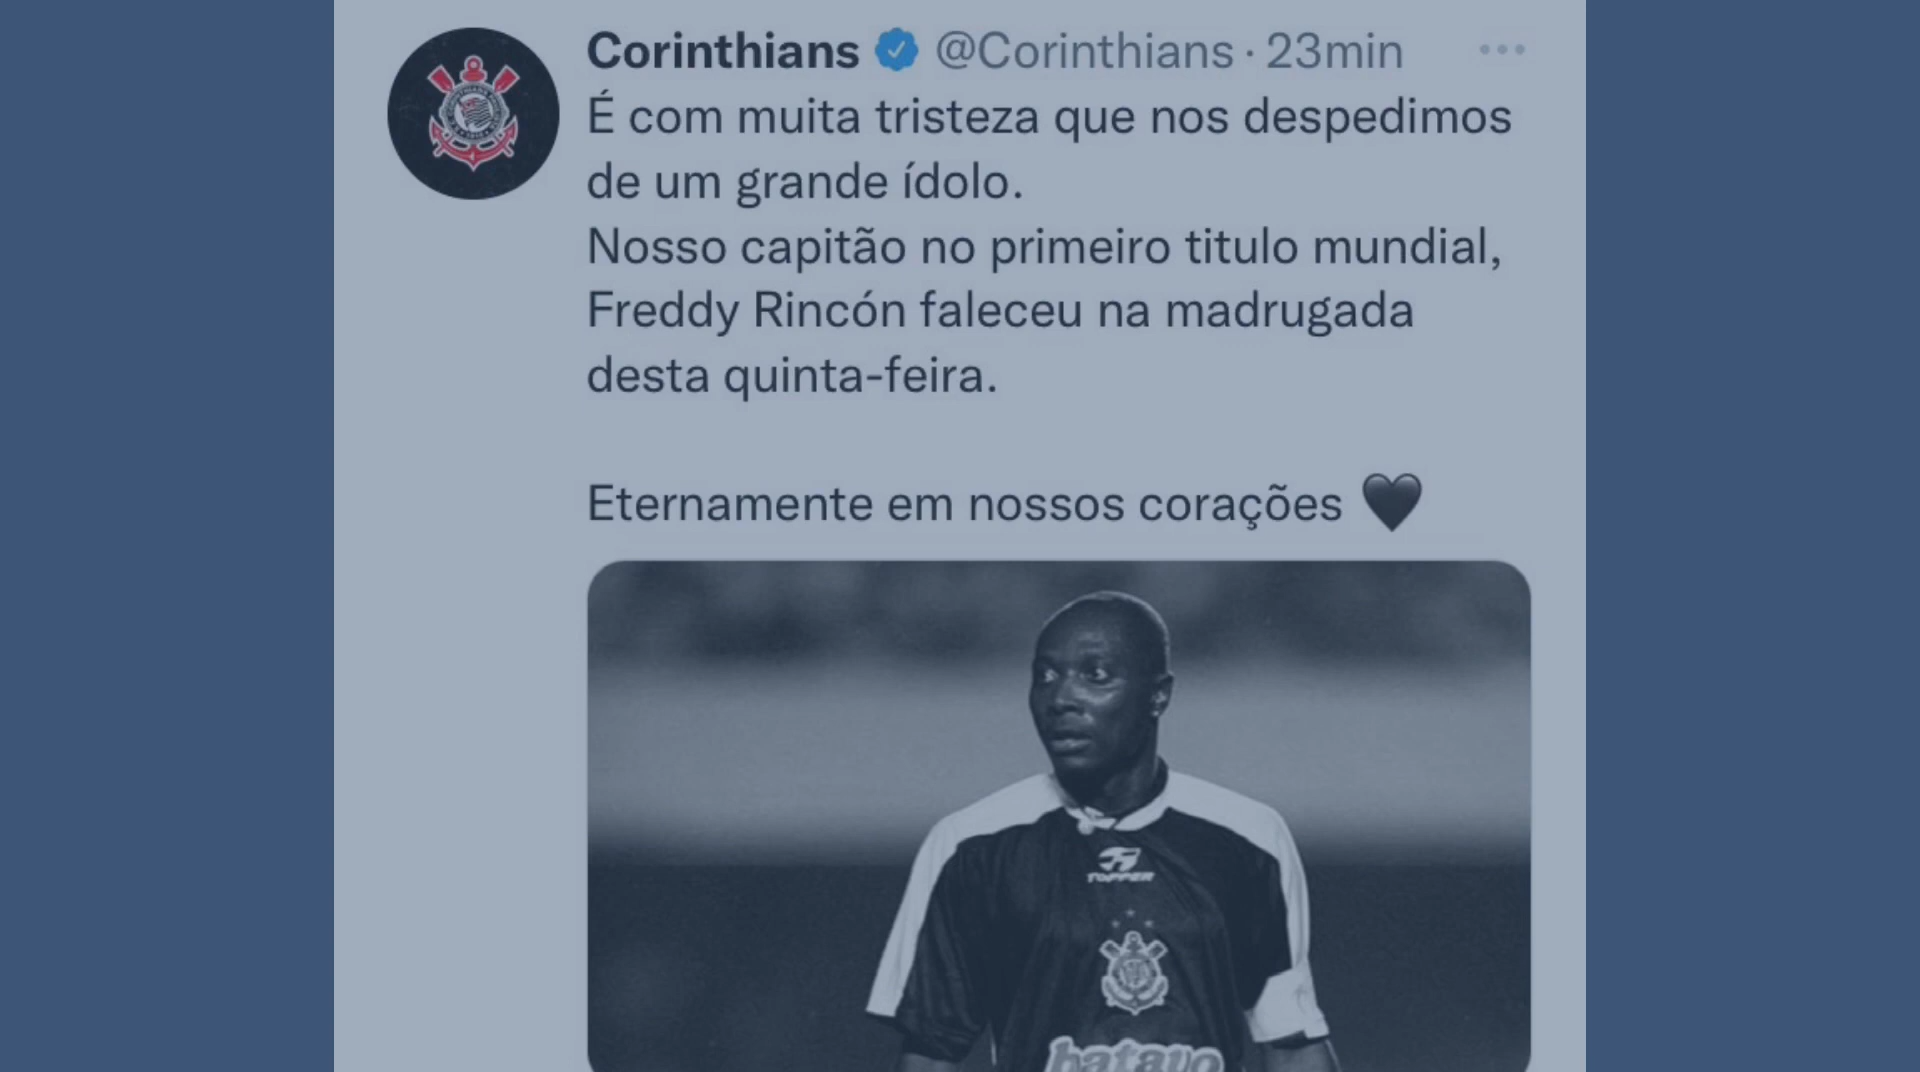 Corinthians @Corinthians · 23min
É com muita tristeza que nos despedimos
de um grande ídolo.
Nosso capitão no primeiro titulo mundial,
Freddy Rincón faleceu na madrugada
desta quinta-feira.
Eternamente em nossos corações 🖤
TOPPER
batavo